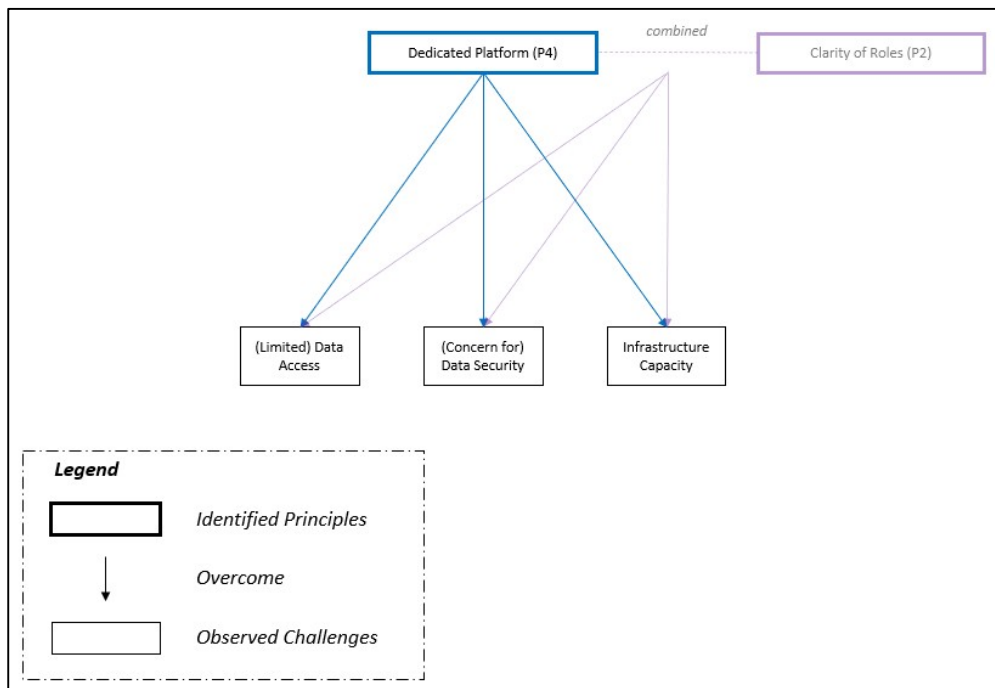 combined
Dedicated Platform (P4)
Clarity of Roles (P2)
(Limited) Data
Access
(Concern for)
Data Security
Infrastructure
Capacity
Legend
Identified Principles
Overcome
Observed Challenges